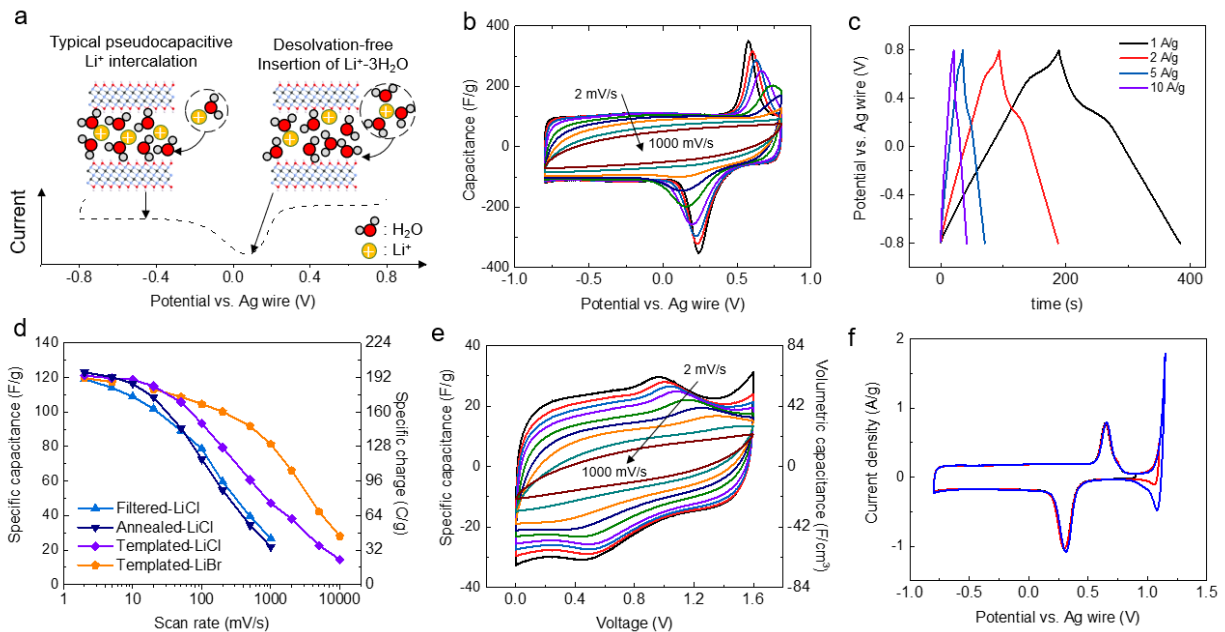 a
Typical pseudocapacitive
Li⁺ intercalation
Desolvation-free
Insertion of Li⁺-3H₂O
Current
: H₂O
: Li⁺
-0.8 -0.4 0.0 0.4 0.8
Potential vs. Ag wire (V)
b
Capacitance (F/g)
400
200
0
-200
-400
2 mV/s
1000 mV/s
-1.0 -0.5 0.0 0.5 1.0
Potential vs. Ag wire (V)
c
Potential vs. Ag wire (V)
0.8
0.4
0.0
-0.4
-0.8
1 A/g
2 A/g
5 A/g
10 A/g
0 200 400
time (s)
d
Specific capacitance (F/g)
140
120
100
80
60
40
20
0
Filtered-LiCl
Annealed-LiCl
Templated-LiCl
Templated-LiBr
1 10 100 1000 10000
Scan rate (mV/s)
224
192
160
128
96
64
32
0
Specific charge (C/g)
e
Specific capacitance (F/g)
40
20
0
-20
-40
2 mV/s
1000 mV/s
0.0 0.4 0.8 1.2 1.6
Voltage (V)
84
42
0
-42
-84
Volumetric capacitance (F/cm³)
f
Current density (A/g)
2
1
0
-1
-1.0 -0.5 0.0 0.5 1.0 1.5
Potential vs. Ag wire (V)